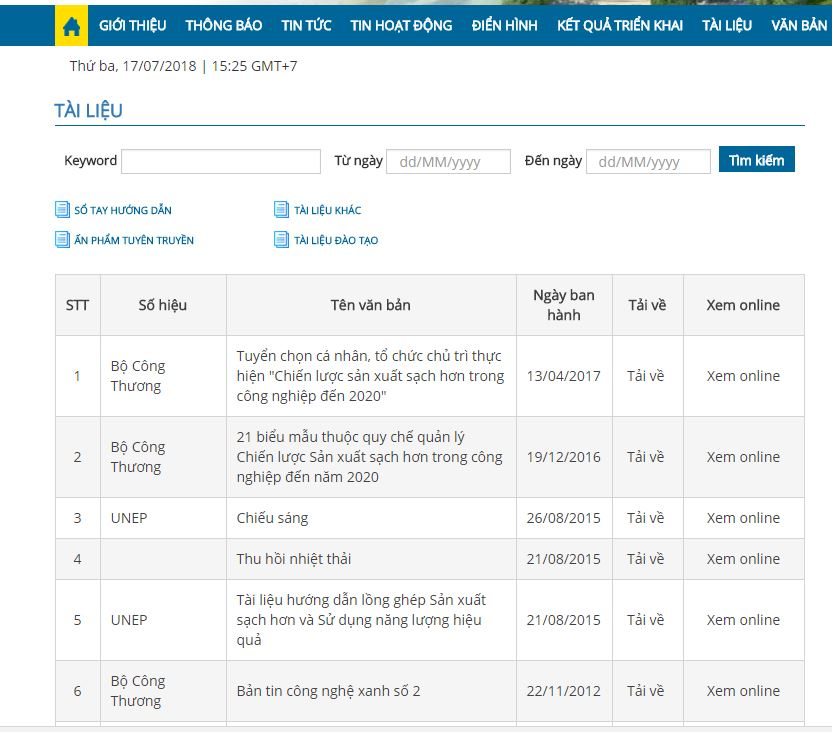 GIỚI THIỆU THÔNG BÁO TIN TỨC TIN HOẠT ĐỘNG ĐIỂN HÌNH KẾT QUẢ TRIỂN KHAI TÀI LIỆU VĂN BẢN
Thứ ba, 17/07/2018 | 15:25 GMT+7
TÀI LIỆU
Keyword Từ ngày dd/MM/yyyy Đến ngày dd/MM/yyyy Tìm kiếm
SỔ TAY HƯỚNG DẪN TÀI LIỆU KHÁC
ẤN PHẨM TUYÊN TRUYỀN TÀI LIỆU ĐÀO TẠO
STT Số hiệu Tên văn bản Ngày ban hành Tải về Xem online
1 Bộ Công Thương Tuyển chọn cá nhân, tổ chức chủ trì thực
hiện "Chiến lược sản xuất sạch hơn trong
công nghiệp đến 2020" 13/04/2017 Tải về Xem online
2 Bộ Công Thương 21 biểu mẫu thuộc quy chế quản lý
Chiến lược Sản xuất sạch hơn trong công
nghiệp đến năm 2020 19/12/2016 Tải về Xem online
3 UNEP Chiếu sáng 26/08/2015 Tải về Xem online
4 Thu hồi nhiệt thải 21/08/2015 Tải về Xem online
5 UNEP Tài liệu hướng dẫn lồng ghép Sản xuất
sạch hơn và Sử dụng năng lượng hiệu
quả 21/08/2015 Tải về Xem online
6 Bộ Công Thương Bản tin công nghệ xanh số 2 22/11/2012 Tải về Xem online